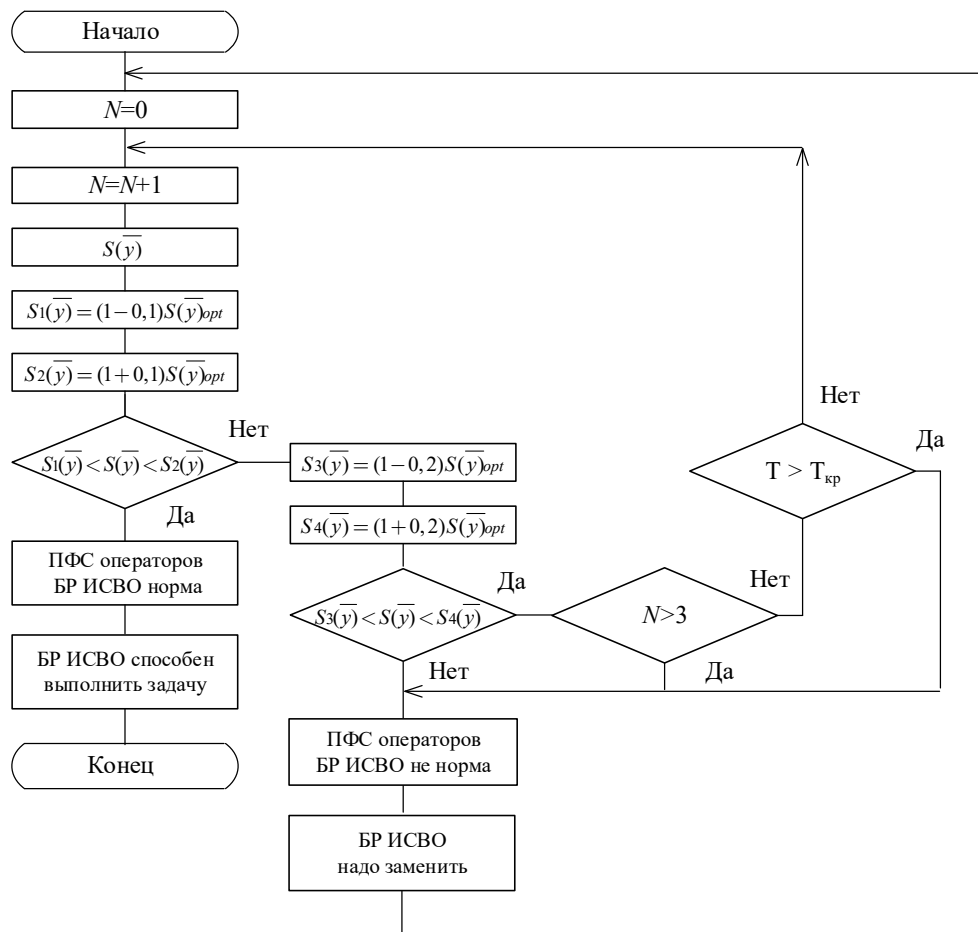 Начало
N=0
N=N+1
S(y̅)
S1(y̅)=(1−0,1)S(y̅)opt
S2(y̅)=(1+0,1)S(y̅)opt
S1(y̅)<S(y̅)<S2(y̅)
Нет
Да
ПФС операторов
БР ИСВО норма
БР ИСВО способен
выполнить задачу
Конец
S3(y̅)=(1−0,2)S(y̅)opt
S4(y̅)=(1+0,2)S(y̅)opt
S3(y̅)<S(y̅)<S4(y̅)
Да
Нет
N>3
Нет
Да
T > Tкр
Нет
Да
ПФС операторов
БР ИСВО не норма
БР ИСВО
надо заменить